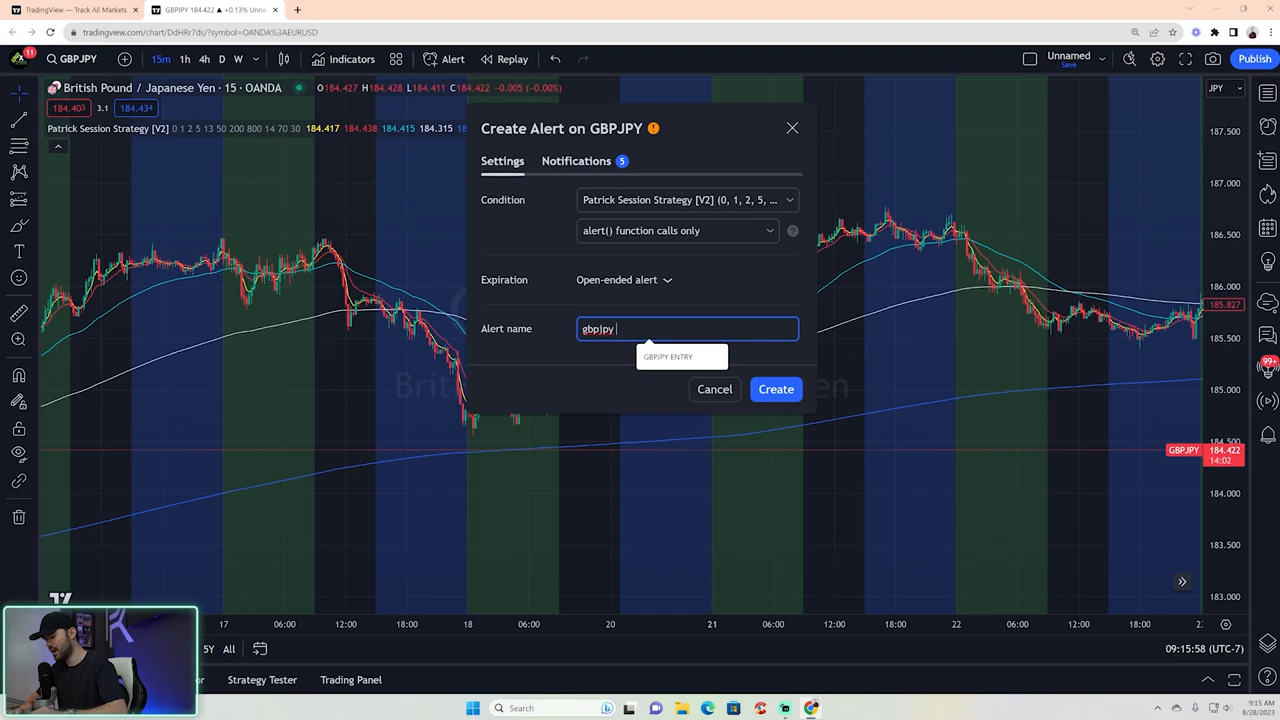 TradingView — Track All Markets
GBPJPY 184.422 ▲ +0.13% Unna
tradingview.com/chart/DdHRr7ds/?symbol=OANDA%3AEURUSD
11
GBPJPY
15m 1h 4h D W
Indicators
Alert
Replay
Unnamed
Save
Publish
British Pound / Japanese Yen · 15 · OANDA
O184.427 H184.428 L184.411 C184.422 -0.005 (-0.00%)
JPY
184.403 3.1 184.434
Patrick Session Strategy [V2] 0 1 2 5 13 50 200 800 14 70 30 184.417 184.438 184.415 184.315
Create Alert on GBPJPY
Settings
Notifications 5
Condition
Patrick Session Strategy [V2] (0, 1, 2, 5, ...
alert() function calls only
Expiration
Open-ended alert
Alert name
gbpjpy
GBPJPY ENTRY
Cancel
Create
187.500
187.000
186.500
186.000
185.827
185.500
185.000
184.500
GBPJPY 184.422
14:02
184.000
183.500
183.000
99+
17 06:00 12:00 18:00 18 06:00 20 21 06:00 12:00 18:00 22 06:00 12:00 18:00
5Y All
09:15:58 (UTC-7)
Strategy Tester
Trading Panel
Search
9:15 AM
8/28/2023